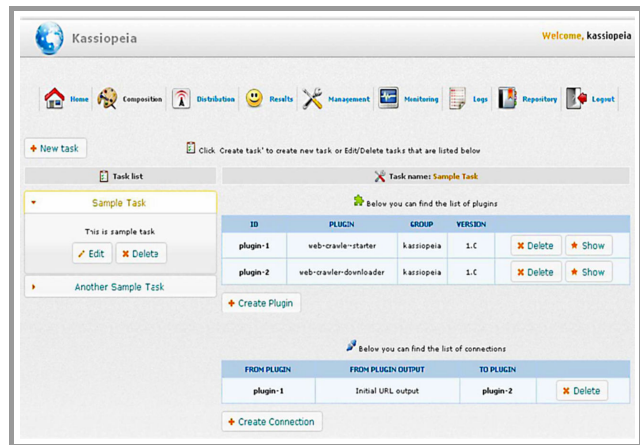 Kassiopeia
Welcome, kassiopeia
Home Composition Distribution Results Management Monitoring Logs Repository Logout
New task
Click 'Create task' to create new task or Edit/Delete tasks that are listed below
Task list
Task name: Sample Task
Sample Task
This is sample task
Edit Delete
Another Sample Task
Below you can find the list of plugins
ID PLUGIN GROUP VERSION
plugin-1 web-crawler-starter kassiopeia 1.0 Delete Show
plugin-2 web-crawler-downloader kassiopeia 1.0 Delete Show
Create Plugin
Below you can find the list of connections
FROM PLUGIN FROM PLUGIN OUTPUT TO PLUGIN
plugin-1 Initial URL output plugin-2 Delete
Create Connection